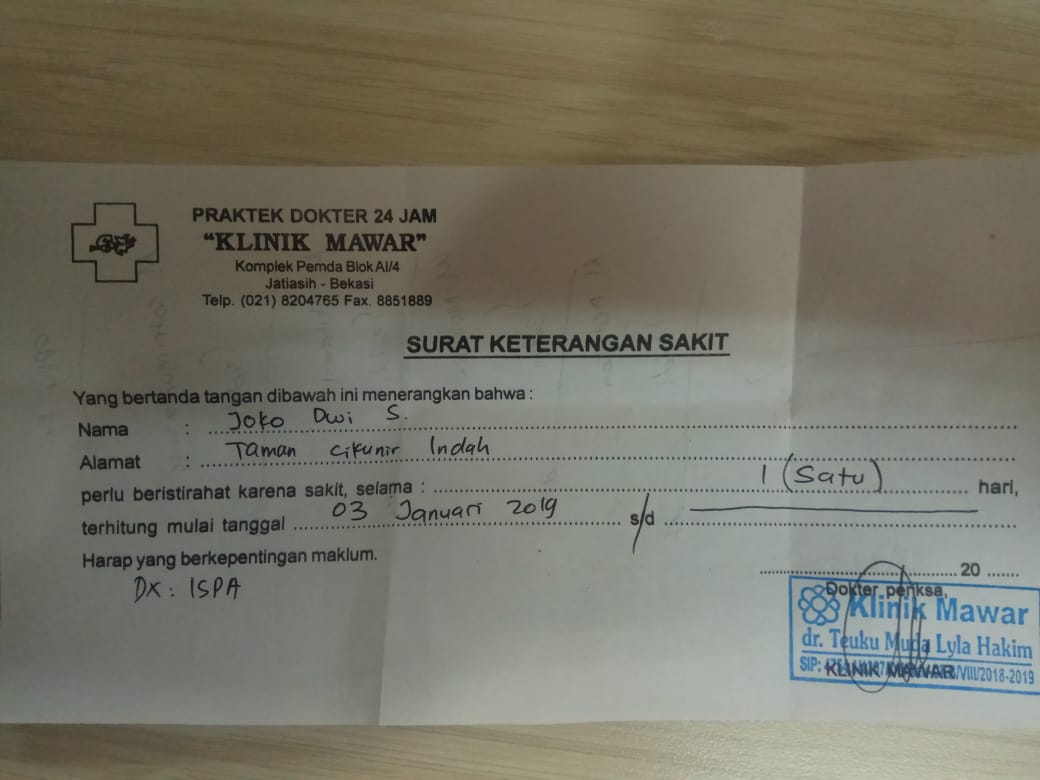 PRAKTEK DOKTER 24 JAM
"KLINIK MAWAR"
Komplek Pemda Blok AI/4
Jatiasih - Bekasi
Telp. (021) 8204765 Fax. 8851889
SURAT KETERANGAN SAKIT
Yang bertanda tangan dibawah ini menerangkan bahwa :
Nama : Joko Dwi S.
Alamat : Taman Cikunir Indah
perlu beristirahat karena sakit, selama : 1 (Satu) hari,
terhitung mulai tanggal 03 Januari 2019 s/d
Harap yang berkepentingan maklum.
DX : ISPA
20
Dokter periksa,
Klinik Mawar
dr. Teuku Muda Lyla Hakim
SIP: /VIII/2018-2019
KLINIK MAWAR